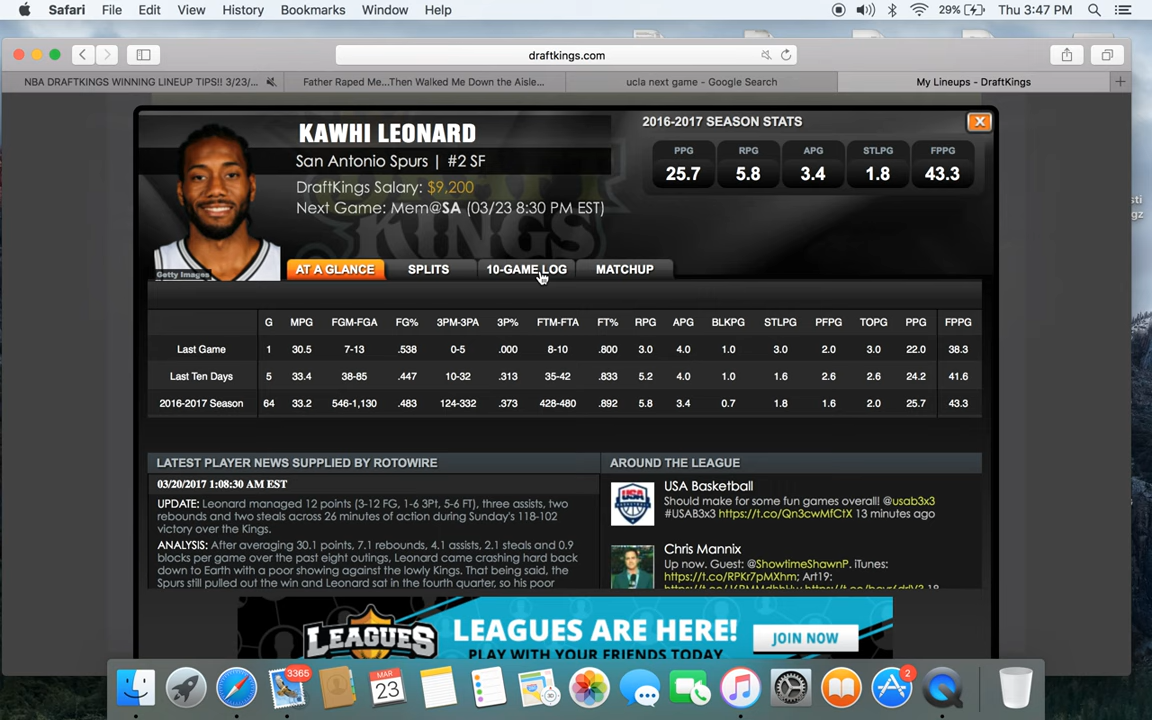 Safari File Edit View History Bookmarks Window Help 29% Thu 3:47 PM
draftkings.com
NBA DRAFTKINGS WINNING LINEUP TIPS!! 3/23/... Father Raped Me...Then Walked Me Down the Aisle... ucla next game - Google Search My Lineups - DraftKings
KAWHI LEONARD
San Antonio Spurs | #2 SF
DraftKings Salary: $9,200
Next Game: Mem@SA (03/23 8:30 PM EST)
Getty Images
2016-2017 SEASON STATS
X
PPG RPG APG STLPG FPPG
25.7 5.8 3.4 1.8 43.3
AT A GLANCE SPLITS 10-GAME LOG MATCHUP
G MPG FGM-FGA FG% 3PM-3PA 3P% FTM-FTA FT% RPG APG BLKPG STLPG PFPG TOPG PPG FPPG
Last Game 1 30.5 7-13 .538 0-5 .000 8-10 .800 3.0 4.0 1.0 3.0 2.0 3.0 22.0 38.3
Last Ten Days 5 33.4 38-85 .447 10-32 .313 35-42 .833 5.2 4.0 1.0 1.6 2.6 2.6 24.2 41.6
2016-2017 Season 64 33.2 546-1,130 .483 124-332 .373 428-480 .892 5.8 3.4 0.7 1.8 1.6 2.0 25.7 43.3
LATEST PLAYER NEWS SUPPLIED BY ROTOWIRE
03/20/2017 1:08:30 AM EST
UPDATE: Leonard managed 12 points (3-12 FG, 1-6 3Pt, 5-6 FT), three assists, two
rebounds and two steals across 26 minutes of action during Sunday's 118-102
victory over the Kings.
ANALYSIS: After averaging 30.1 points, 7.1 rebounds, 4.1 assists, 2.1 steals and 0.9
blocks per game over the past eight outings, Leonard came crashing hard back
down to Earth with a poor showing against the lowly Kings. That being said, the
Spurs still pulled out the win and Leonard sat in the fourth quarter, so his poor
AROUND THE LEAGUE
USA Basketball
Should make for some fun games overall! @usab3x3
#USAB3x3 https://t.co/Qn3cwMfCtX 13 minutes ago
Chris Mannix
Up now. Guest: @ShowtimeShawnP. iTunes:
https://t.co/RPKr7pXMhm; Art19:
LEAGUES
LEAGUES ARE HERE!
PLAY WITH YOUR FRIENDS TODAY.
JOIN NOW
3365
MAR
23
2